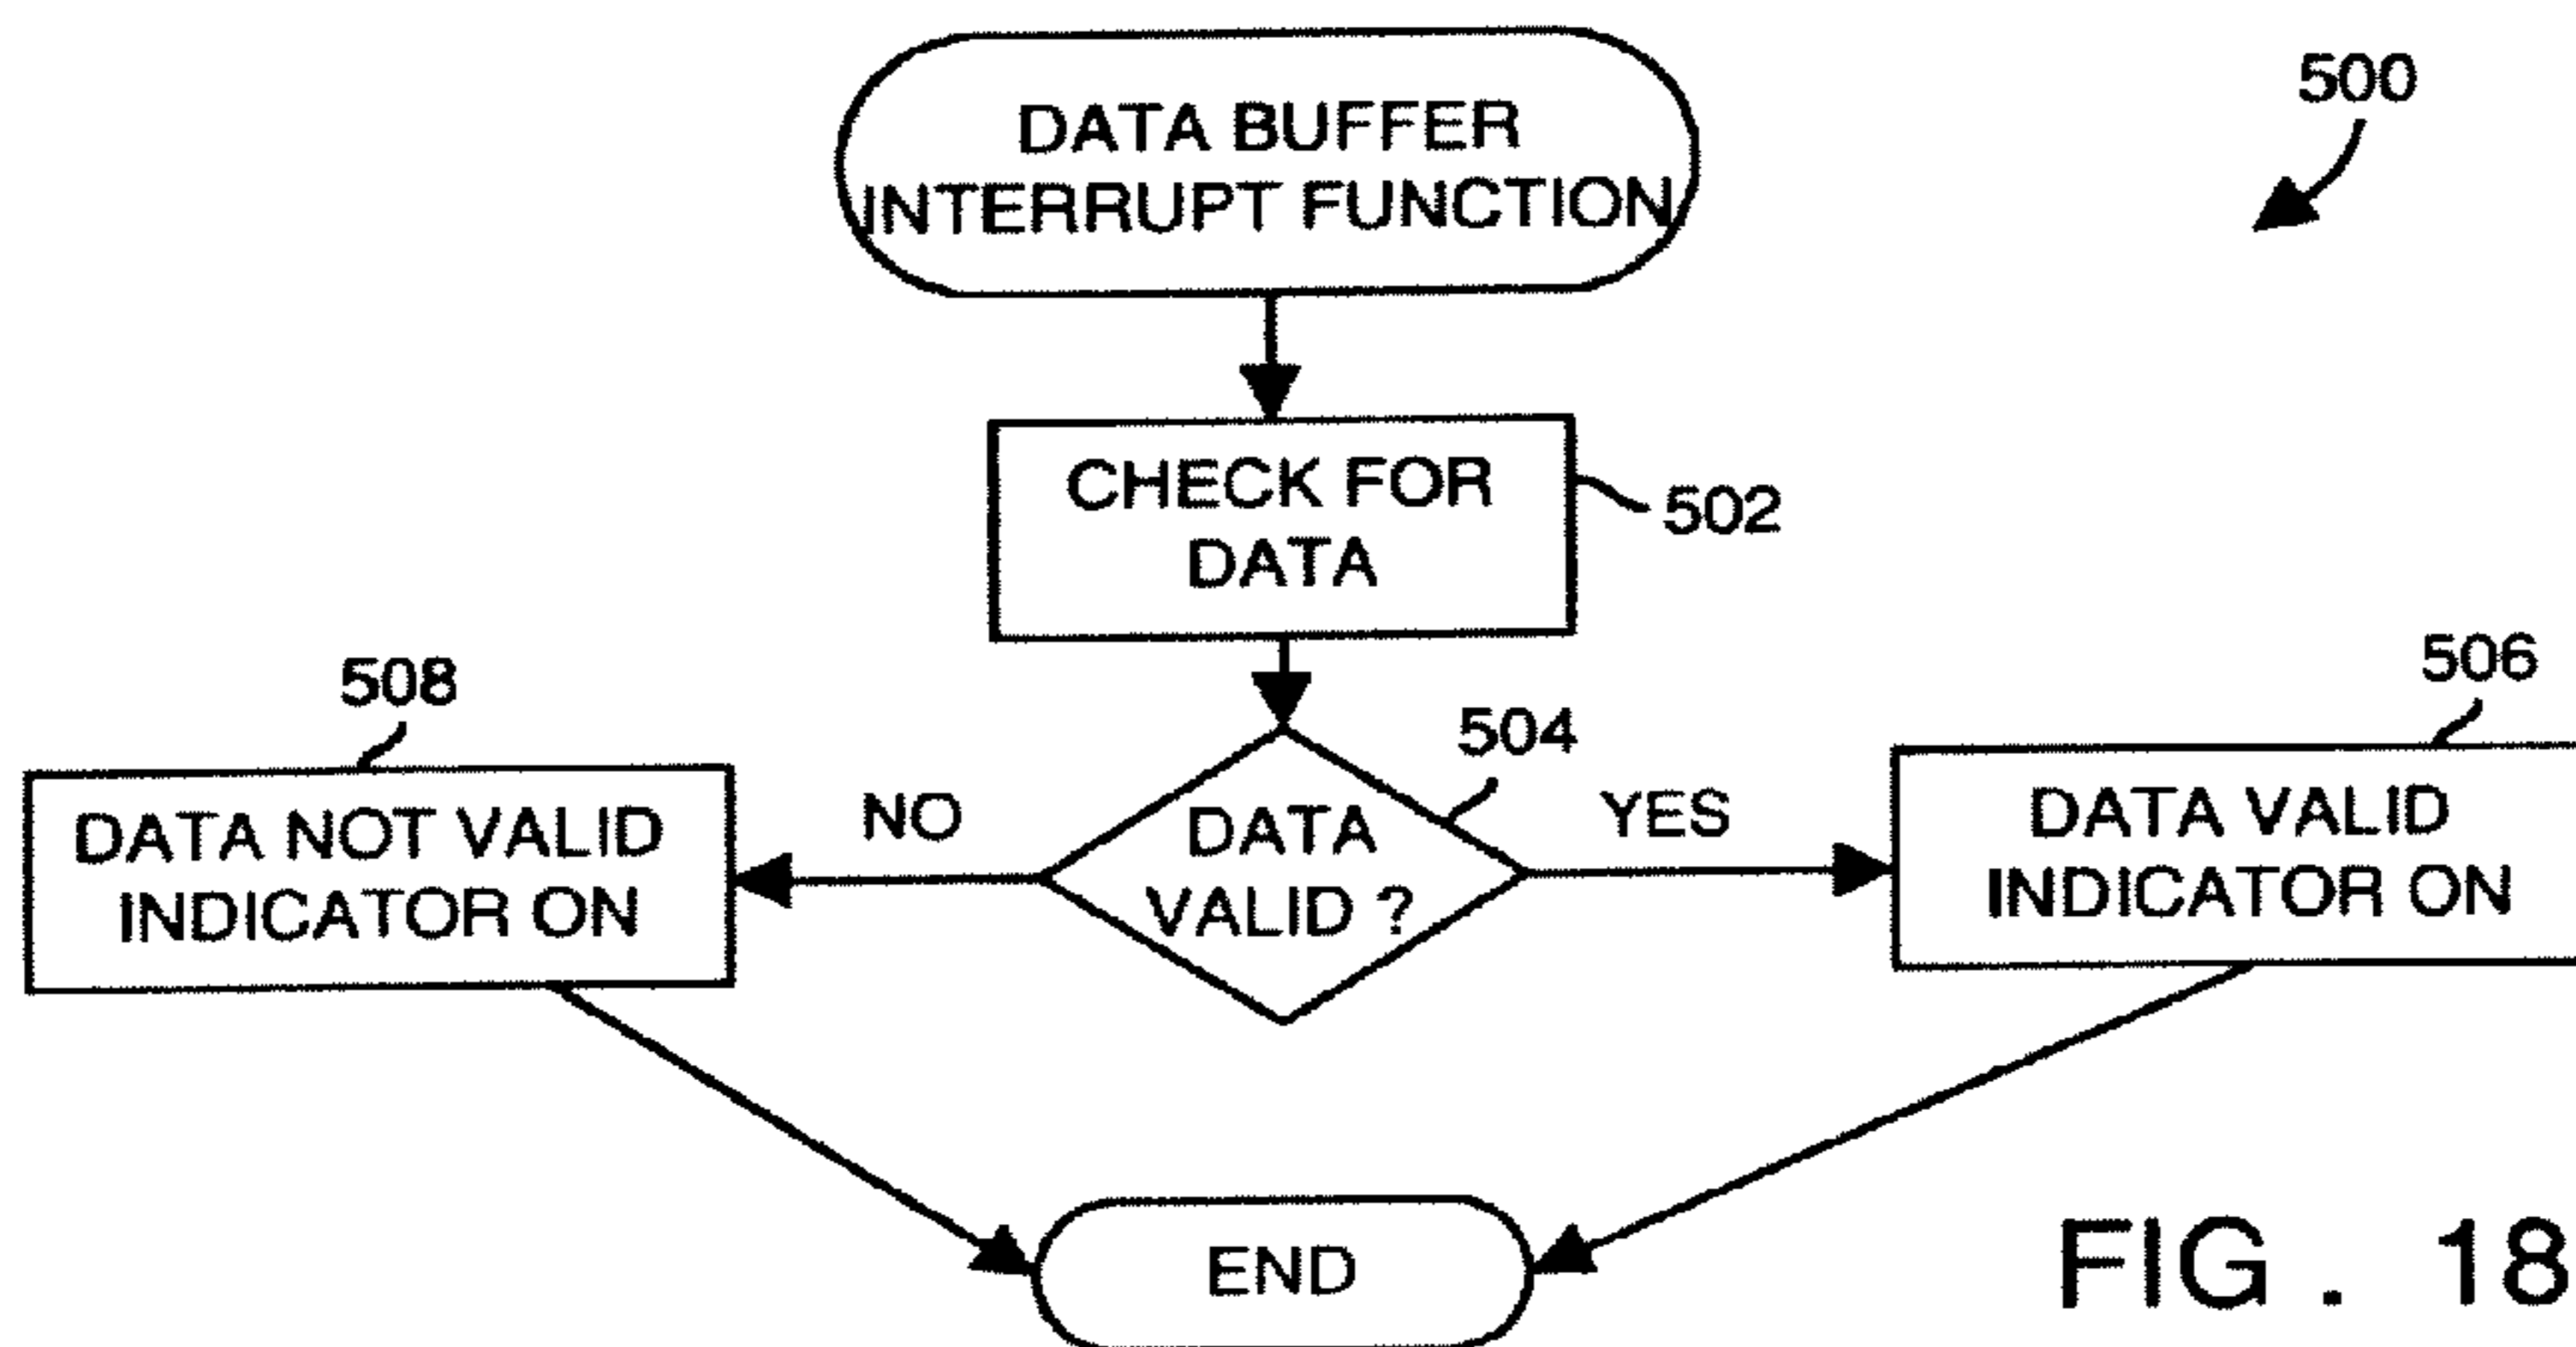 500
DATA BUFFER
INTERRUPT FUNCTION
CHECK FOR
DATA
502
508
504
506
DATA NOT VALID
INDICATOR ON
NO
DATA
VALID ?
YES
DATA VALID
INDICATOR ON
END
FIG . 18